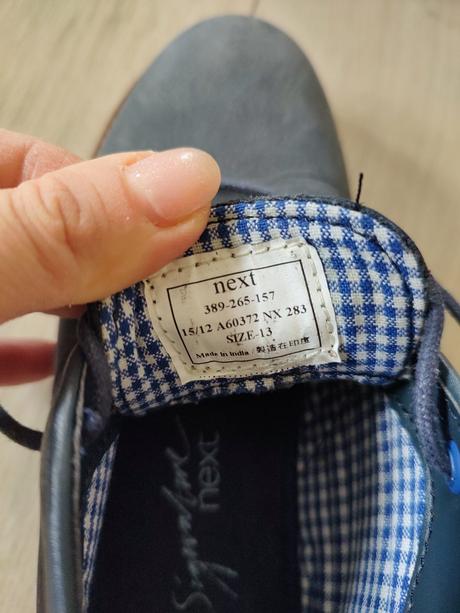 next
389-265-157
15/12 A60372 NX 283
SIZE-13
Made in India / 製造在印度
Signature
next